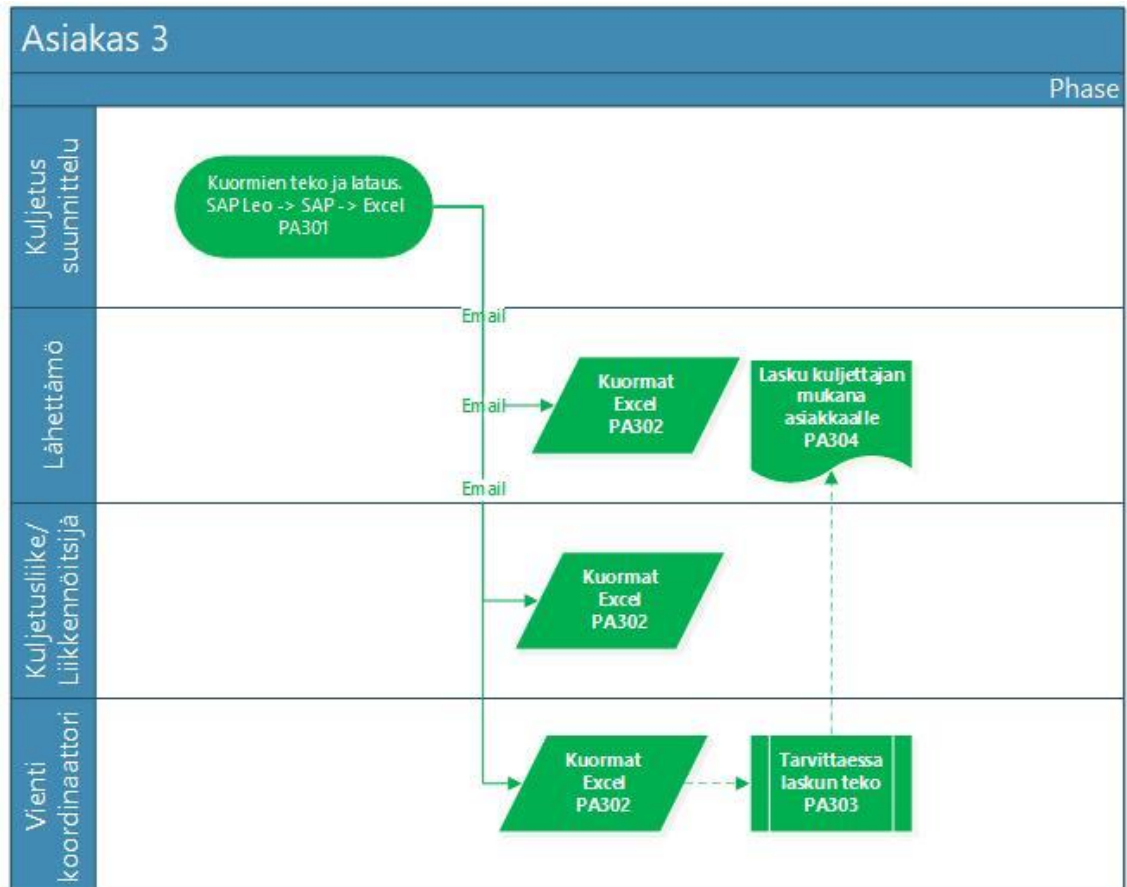 Asiakas 3
Phase
Kuljetus
suunnittelu
Kuormien teko ja lataus.
SAP Leo -> SAP -> Excel
PA301
Email
Lähettämö
Email
Kuormat
Excel
PA302
Lasku kuljettajan
mukana
asiakkaalle
PA304
Email
Kuljetusliike/
Liikkennöitsijä
Kuormat
Excel
PA302
Vienti
koordinaattori
Kuormat
Excel
PA302
Tarvittaessa
laskun teko
PA303